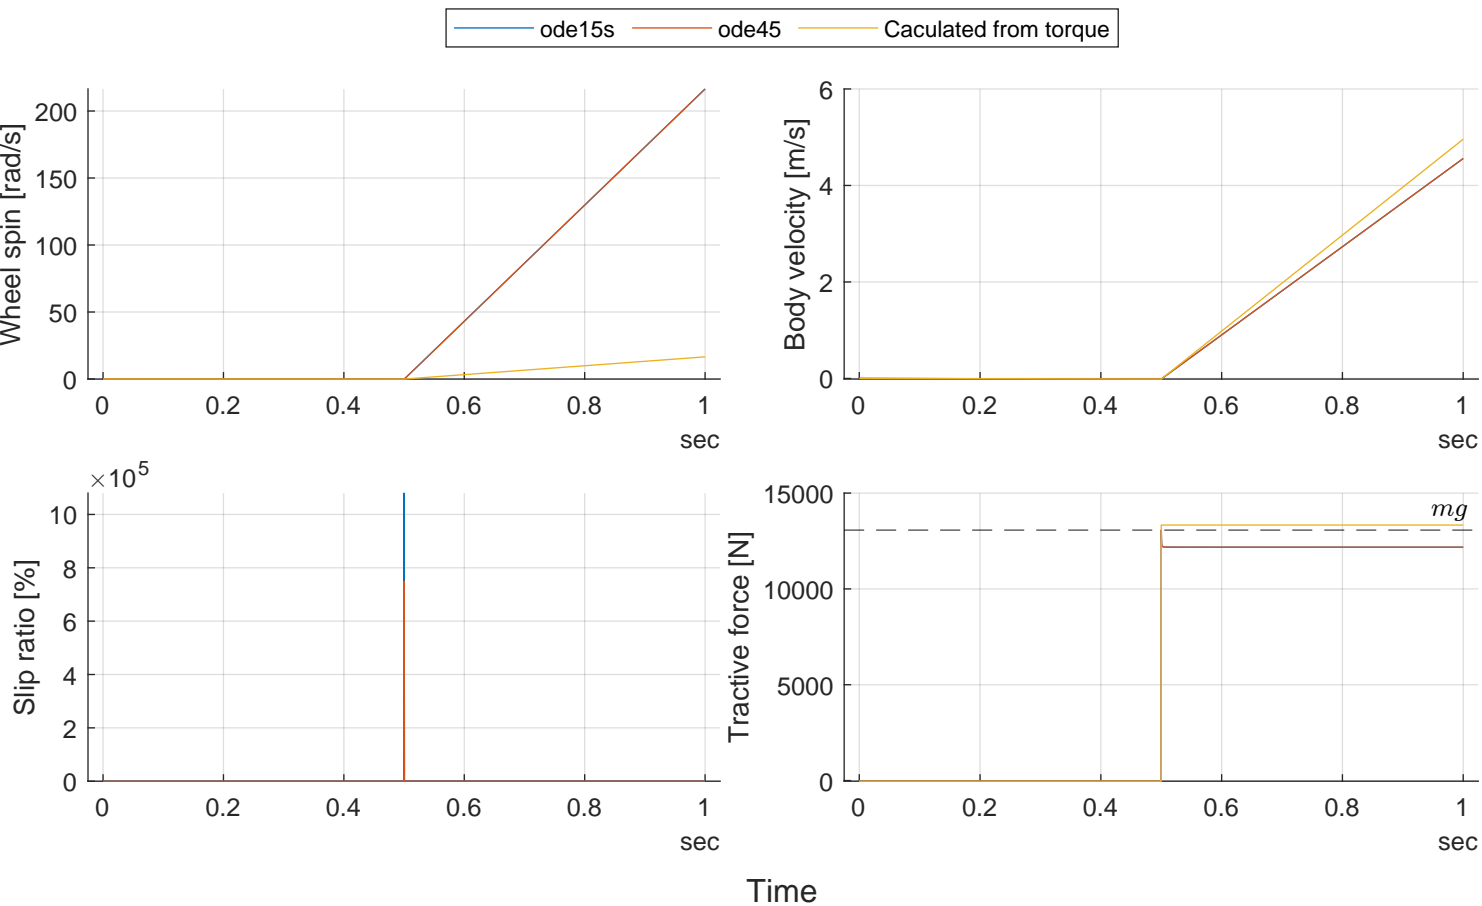 ode15s ode45 Caculated from torque
Wheel spin [rad/s]
200
150
100
50
0
0 0.2 0.4 0.6 0.8 1
sec
Body velocity [m/s]
6
4
2
0
0 0.2 0.4 0.6 0.8 1
sec
×10^5
Slip ratio [%]
10
8
6
4
2
0
0 0.2 0.4 0.6 0.8 1
sec
Tractive force [N]
15000
10000
5000
0
mg
0 0.2 0.4 0.6 0.8 1
sec
Time